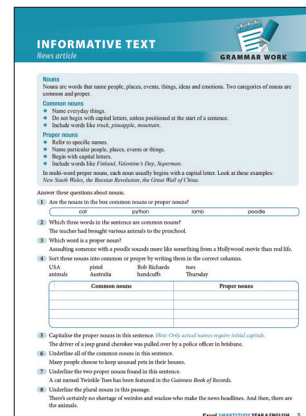 INFORMATIVE TEXT
News article
GRAMMAR WORK
Nouns
Nouns are words that name people, places, events, things, ideas and emotions. Two categories of nouns are
common and proper.
Common nouns
• Name everyday things.
• Do not begin with capital letters, unless positioned at the start of a sentence.
• Include words like truck, pineapple, mountain.
Proper nouns
• Refer to specific names.
• Name particular people, places, events or things.
• Begin with capital letters.
• Include words like Finland, Valentine's Day, Superman.
In multi-word proper nouns, each noun usually begins with a capital letter. Look at these examples:
New South Wales, the Russian Revolution, the Great Wall of China.
Answer these questions about nouns.
1 Are the nouns in the box common nouns or proper nouns?
cat python lamb poodle
2 Which three words in the sentence are common nouns?
The teacher had brought various animals to the preschool.
3 Which word is a proper noun?
Assaulting someone with a poodle sounds more like something from a Hollywood movie than real life.
4 Sort these nouns into common or proper by writing them in the correct columns.
USA pistol Bob Richards toes
animals Australia handcuffs Thursday
Common nouns Proper nouns
5 Capitalise the proper nouns in this sentence. Hint: Only actual names require initial capitals.
The driver of a jeep grand cherokee was pulled over by a police officer in brisbane.
6 Underline all of the common nouns in this sentence.
Many people choose to keep unusual pets in their houses.
7 Underline the two proper nouns found in this sentence.
A cat named Twinkle Toes has been featured in the Guinness Book of Records.
8 Underline the plural nouns in this passage.
There's certainly no shortage of weirdos and wackos who make the news headlines. And then, there are
the animals.
Excel SMARTSTUDY YEAR 8 ENGLISH 5